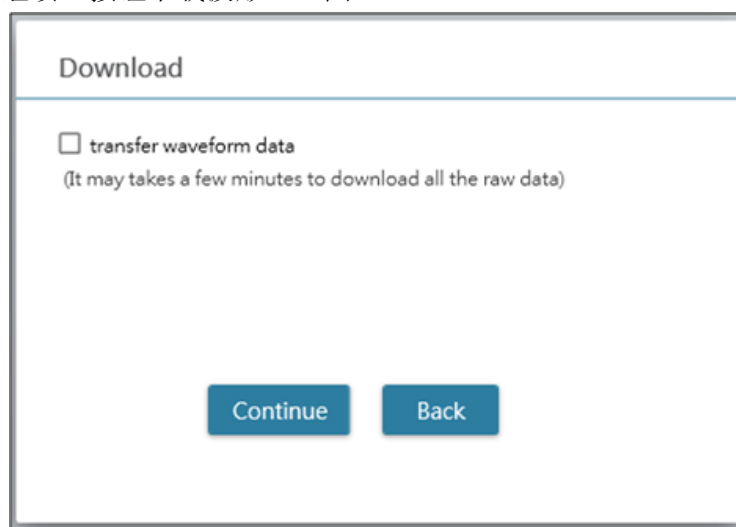 Download
transfer waveform data
(It may takes a few minutes to download all the raw data)
Continue Back